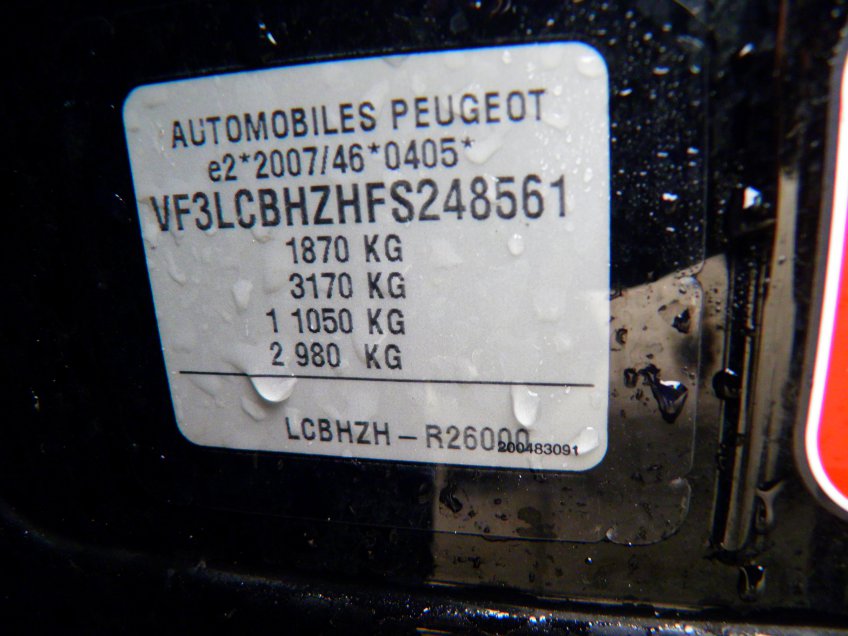 AUTOMOBILES PEUGEOT
e2*2007/46*0405*
VF3LCBHZHFS248561
1870 KG
3170 KG
1 1050 KG
2 980 KG
LCBHZH – R26000
200483091